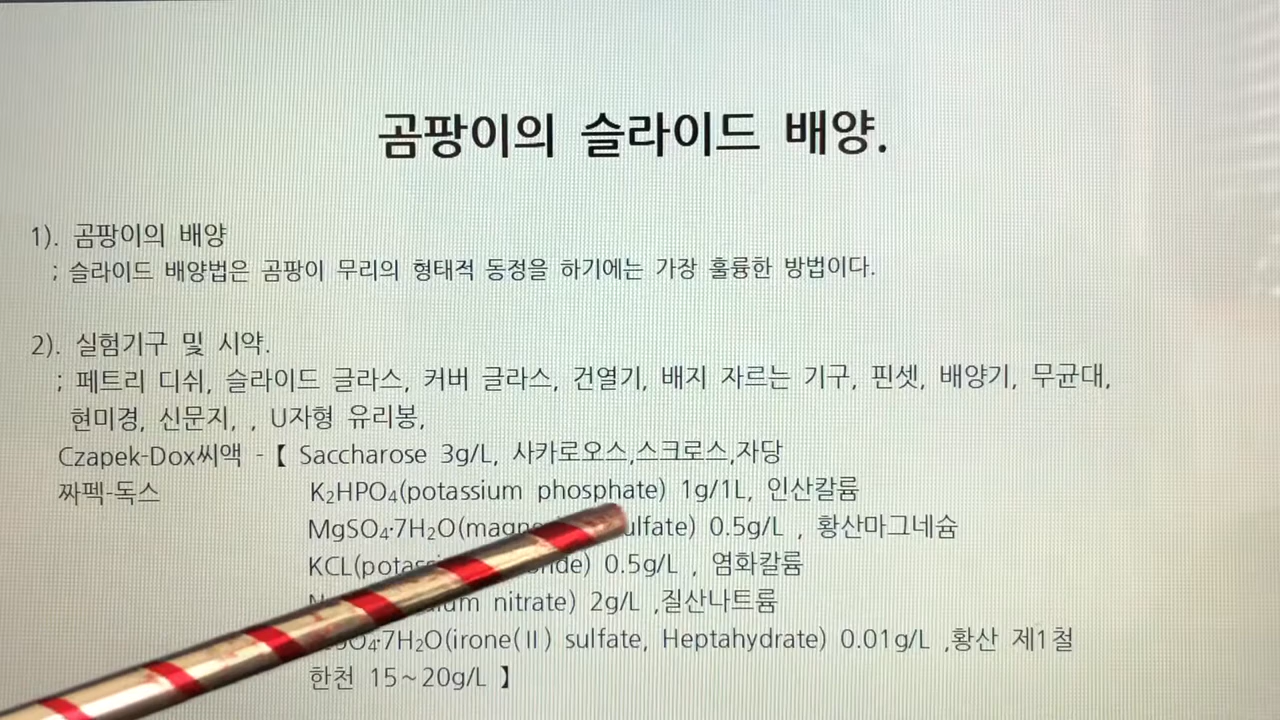 곰팡이의 슬라이드 배양.
1). 곰팡이의 배양
; 슬라이드 배양법은 곰팡이 무리의 형태적 동정을 하기에는 가장 훌륭한 방법이다.
2). 실험기구 및 시약.
; 페트리 디쉬, 슬라이드 글라스, 커버 글라스, 건열기, 배지 자르는 기구, 핀셋, 배양기, 무균대,
현미경, 신문지, , U자형 유리봉,
Czapek-Dox씨액 -【 Saccharose 3g/L, 사카로오스,스크로스,자당
짜펙-독스 K₂HPO₄(potassium phosphate) 1g/1L, 인산칼륨
MgSO₄·7H₂O( 0.5g/L , 황산마그네슘
KCL( 0.5g/L , 염화칼륨
nitrate) 2g/L ,질산나트륨
7H₂O(irone(Ⅱ) sulfate, Heptahydrate) 0.01g/L ,황산 제1철
한천 15~20g/L 】